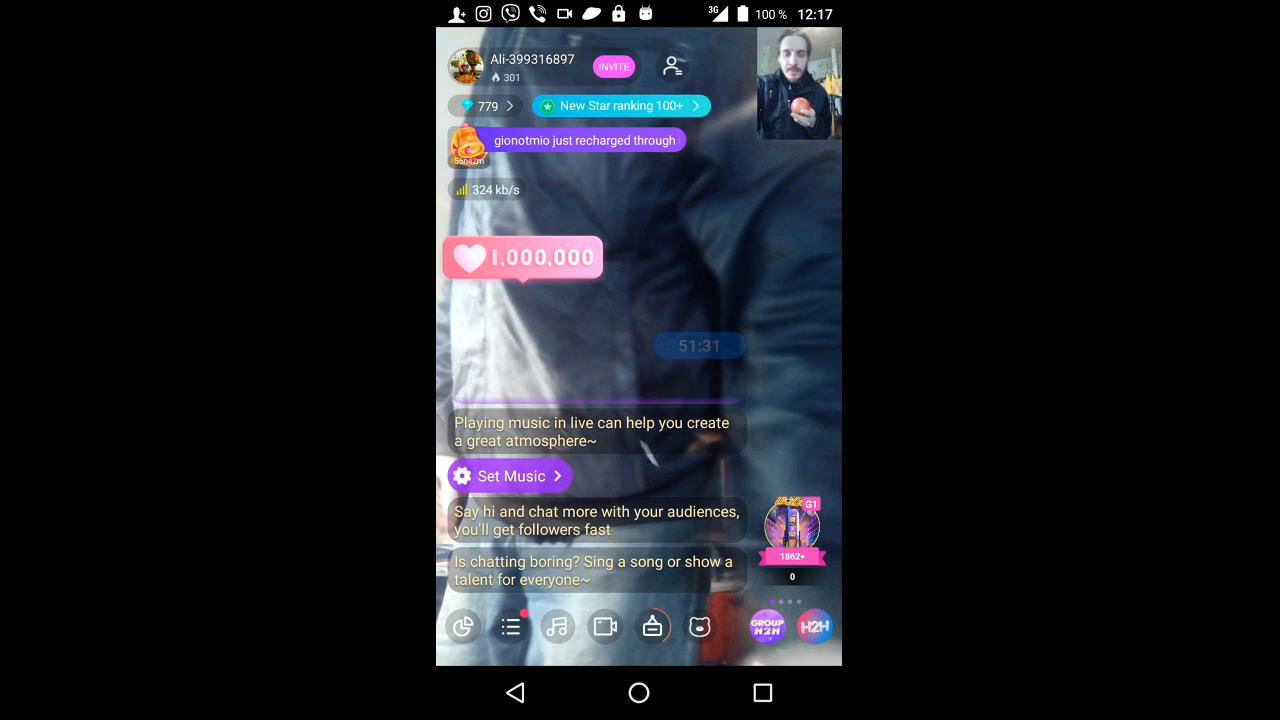 3G 100 % 12:17
Ali-399316897
301
INVITE
779
New Star ranking 100+
gionotmio just recharged through
55h42m
324 kb/s
1,000,000
51:31
Playing music in live can help you create
a great atmosphere~
Set Music
Say hi and chat more with your audiences,
you'll get followers fast
G1
1862+
0
Is chatting boring? Sing a song or show a
talent for everyone~
GROUP
H2H
H2H